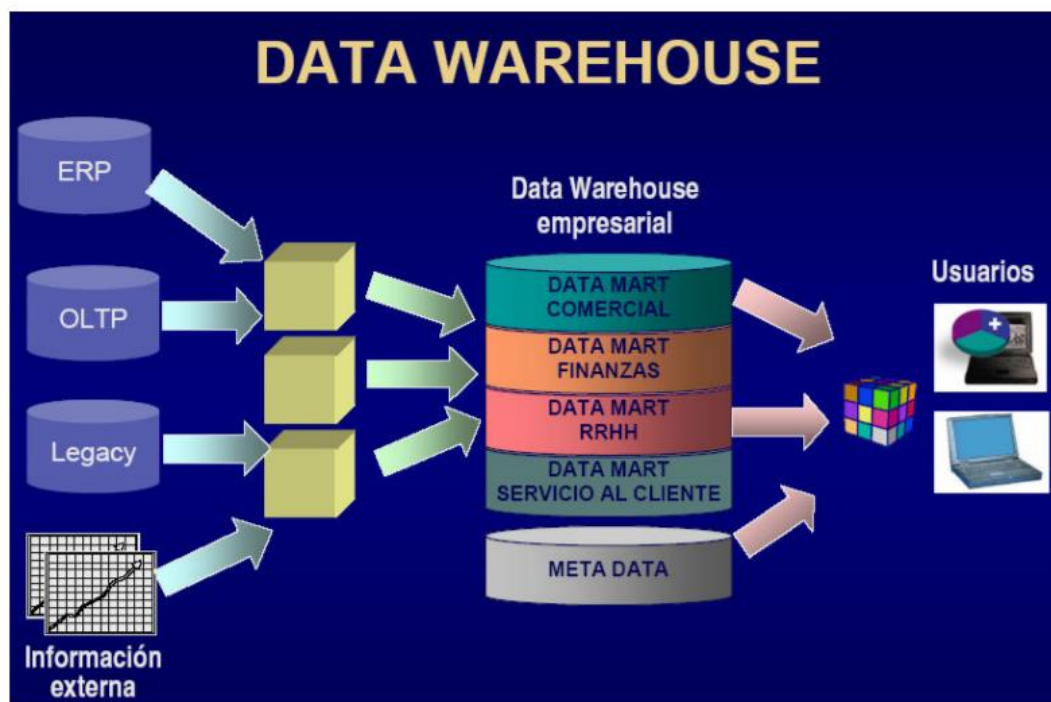 DATA WAREHOUSE
ERP
OLTP
Legacy
Información
externa
Data Warehouse
empresarial
DATA MART
COMERCIAL
DATA MART
FINANZAS
DATA MART
RRHH
DATA MART
SERVICIO AL CLIENTE
META DATA
Usuarios